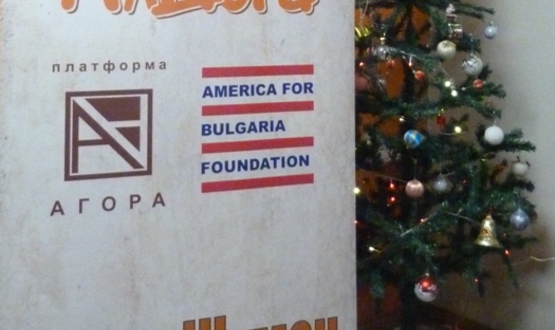 платформа
АГОРА
AMERICA FOR
BULGARIA
FOUNDATION